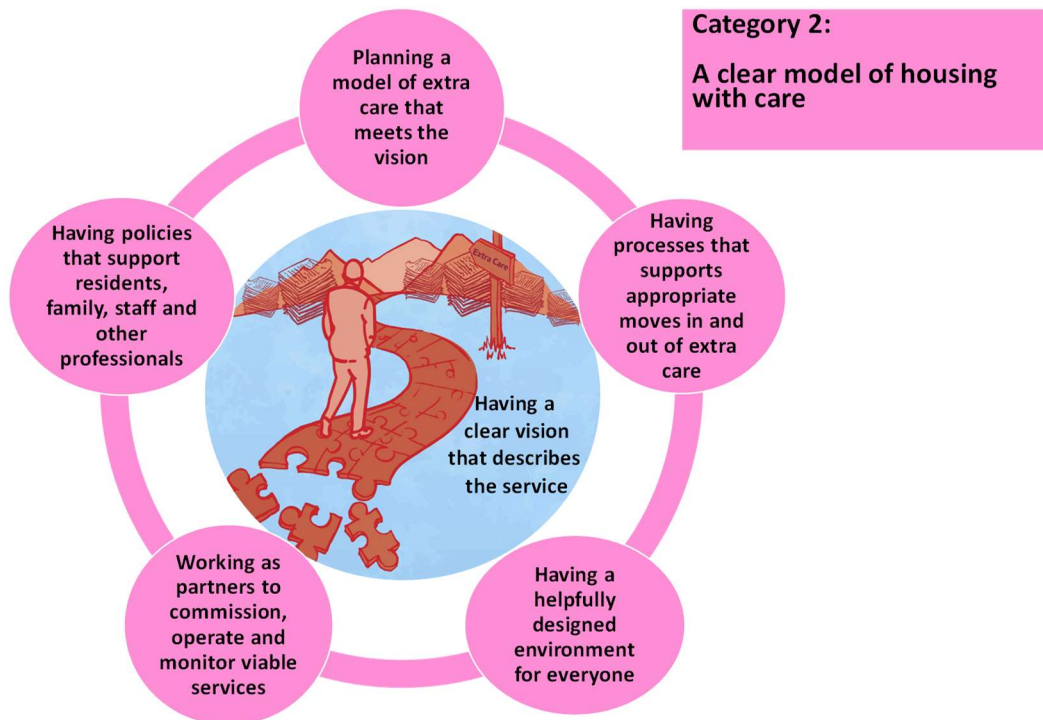 Category 2:
A clear model of housing
with care
Planning a
model of extra
care that
meets the
vision
Having
processes that
supports
appropriate
moves in and
out of extra
care
Having a
helpfully
designed
environment
for everyone
Working as
partners to
commission,
operate and
monitor viable
services
Having policies
that support
residents,
family, staff and
other
professionals
Extra Care
Having a
clear vision
that describes
the service